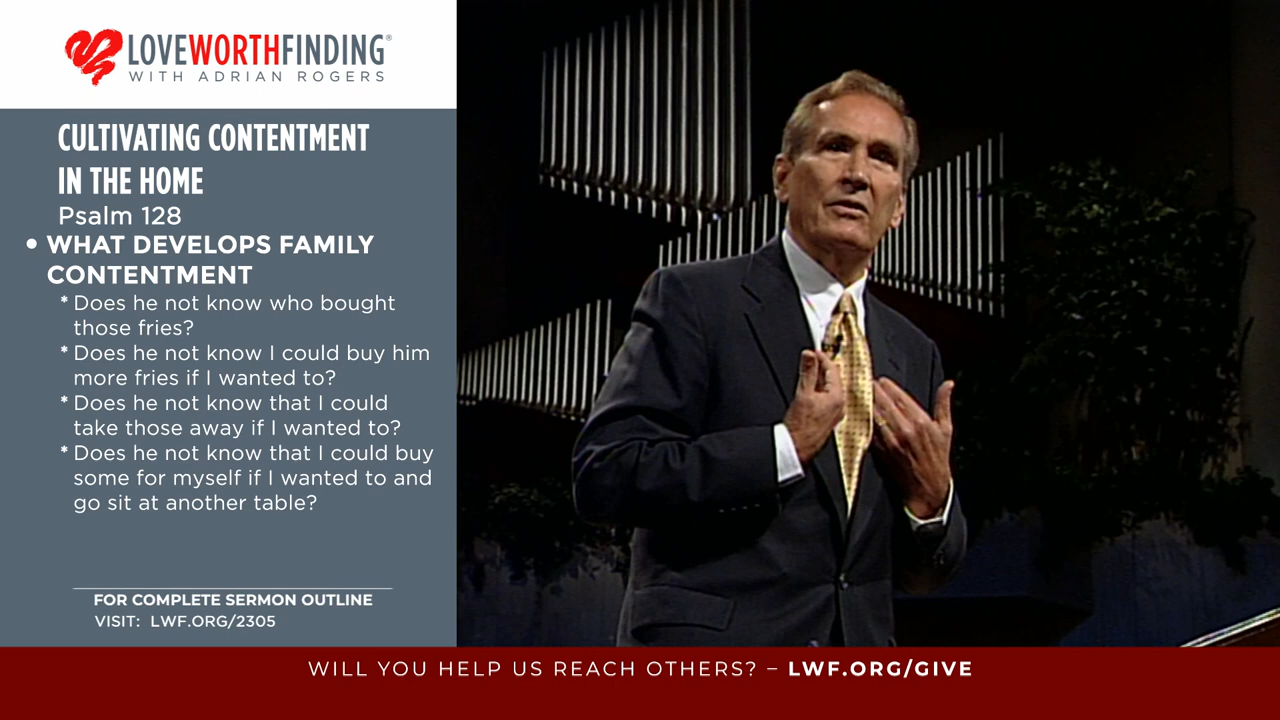 LOVEWORTHFINDING®
WITH ADRIAN ROGERS
CULTIVATING CONTENTMENT
IN THE HOME
Psalm 128
• WHAT DEVELOPS FAMILY
CONTENTMENT
* Does he not know who bought
those fries?
* Does he not know I could buy him
more fries if I wanted to?
* Does he not know that I could
take those away if I wanted to?
* Does he not know that I could buy
some for myself if I wanted to and
go sit at another table?
FOR COMPLETE SERMON OUTLINE
VISIT: LWF.ORG/2305
WILL YOU HELP US REACH OTHERS? – LWF.ORG/GIVE